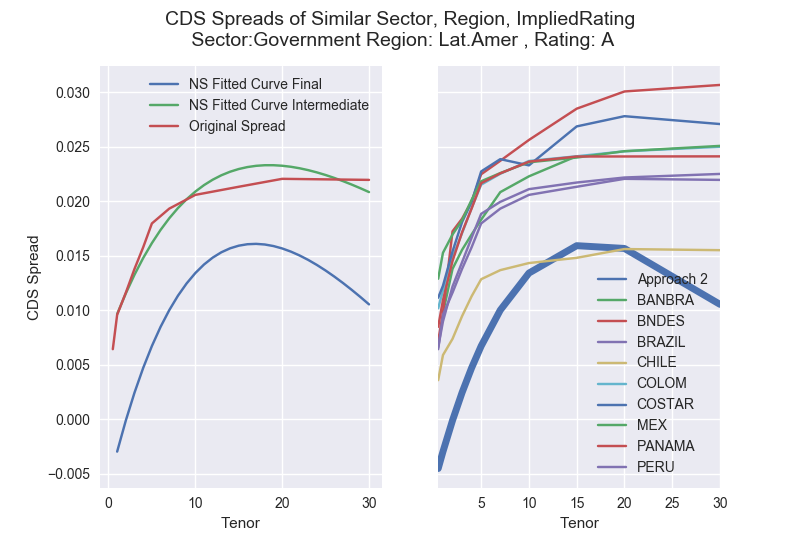 CDS Spreads of Similar Sector, Region, ImpliedRating
Sector:Government Region: Lat.Amer , Rating: A
CDS Spread
0.030
0.025
0.020
0.015
0.010
0.005
0.000
−0.005
NS Fitted Curve Final
NS Fitted Curve Intermediate
Original Spread
0 10 20 30
Tenor
Approach 2
BANBRA
BNDES
BRAZIL
CHILE
COLOM
COSTAR
MEX
PANAMA
PERU
5 10 15 20 25 30
Tenor